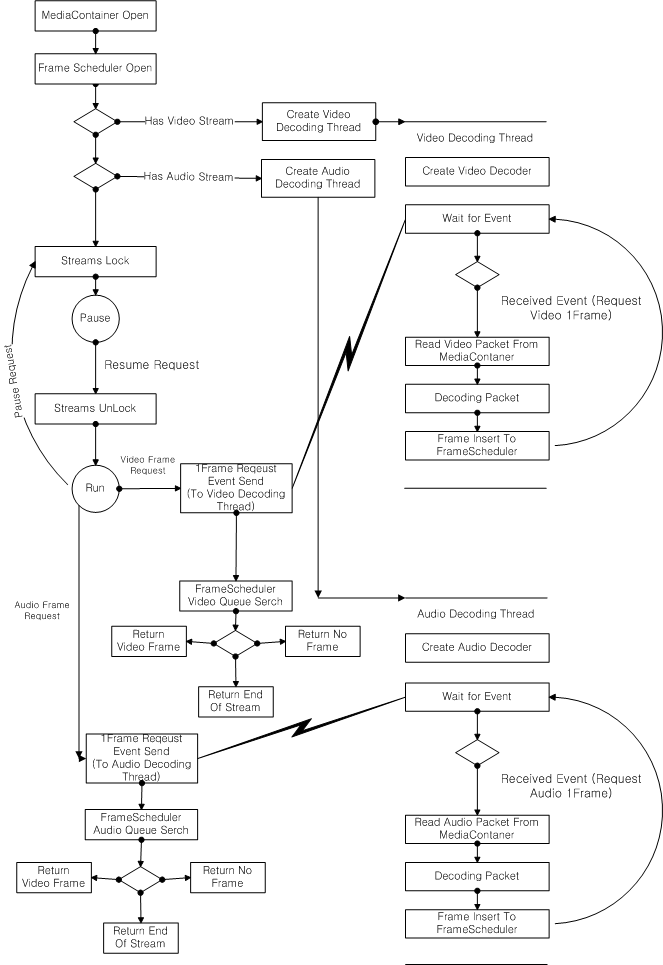 MediaContainer Open
Frame Scheduler Open
Has Video Stream
Create Video
Decoding Thread
Video Decoding Thread
Has Audio Stream
Create Audio
Decoding Thread
Create Video Decoder
Wait for Event
Streams Lock
Pause
Received Event (Request
Video 1Frame)
Resume Request
Read Video Packet From
MediaContaner
Pause Request
Streams UnLock
Decoding Packet
Frame Insert To
FrameScheduler
Run
Video Frame
Request
1Frame Reqeust
Event Send
(To Video Decoding
Thread)
Audio Frame
Request
FrameScheduler
Video Queue Serch
Return
Video Frame
Return No
Frame
Return End
Of Stream
Audio Decoding Thread
Create Audio Decoder
Wait for Event
1Frame Reqeust
Event Send
(To Audio Decoding
Thread)
Received Event (Request
Audio 1Frame)
FrameScheduler
Audio Queue Serch
Read Audio Packet From
MediaContaner
Return
Video Frame
Return No
Frame
Decoding Packet
Return End
Of Stream
Frame Insert To
FrameScheduler